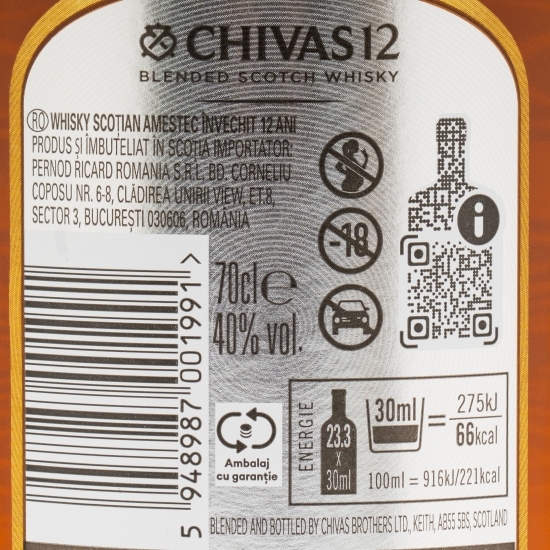 CHIVAS 12
BLENDED SCOTCH WHISKY
RO WHISKY SCOTIAN AMESTEC ÎNVECHIT 12 ANI
PRODUS ȘI ÎMBUTELIAT ÎN SCOȚIA IMPORTATOR:
PERNOD RICARD ROMANIA S.R.L. BD. CORNELIU
COPOSU NR. 6-8, CLĂDIREA UNIRII VIEW, ET.8,
SECTOR 3, BUCUREȘTI 030606, ROMÂNIA
-18
i
70cl e
40% vol.
5 948987 001991 >
Ambalaj
cu garanție
ENERGIE
23.3
x
30ml
30ml
=
275kJ
66kcal
100ml = 916kJ/221kcal
BLENDED AND BOTTLED BY CHIVAS BROTHERS LTD., KEITH, AB55 5BS, SCOTLAND